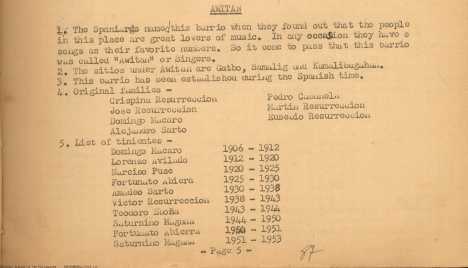 AWITAN
1. The Spaniards named this barrio when they found out that the people
in this place are great lovers of music. In any occasion they have
songs as their favorite numbers. So it come to pass that this barrio
was called "Awitan" or Singers.
2. The sitios under Awitan are Gatbo, Sumalig and
3. This barrio has been established during the Spanish time.
4. Original families -
Crispina Resurreccion Pedro
Jose Resurreccion Martin Resurreccion
Domingo Macaro Eusebio Resurreccion
Alejandro Sarto
5. List of tinientes -
Domingo Macaro 1906 - 1912
Lorenzo Avilado 1912 - 1920
Narciso Puse 1920 - 1925
Fortunato Abiera 1925 - 1930
Amadeo Sarto 1930 - 1938
Victor Resurreccion 1938 - 1943
Teodoro 1943 - 1944
Saturnino Magana 1944 - 1950
Fortunato Abierra 1950 - 1951
Saturnino Magana 1951 - 1953
- Page 5 - 87